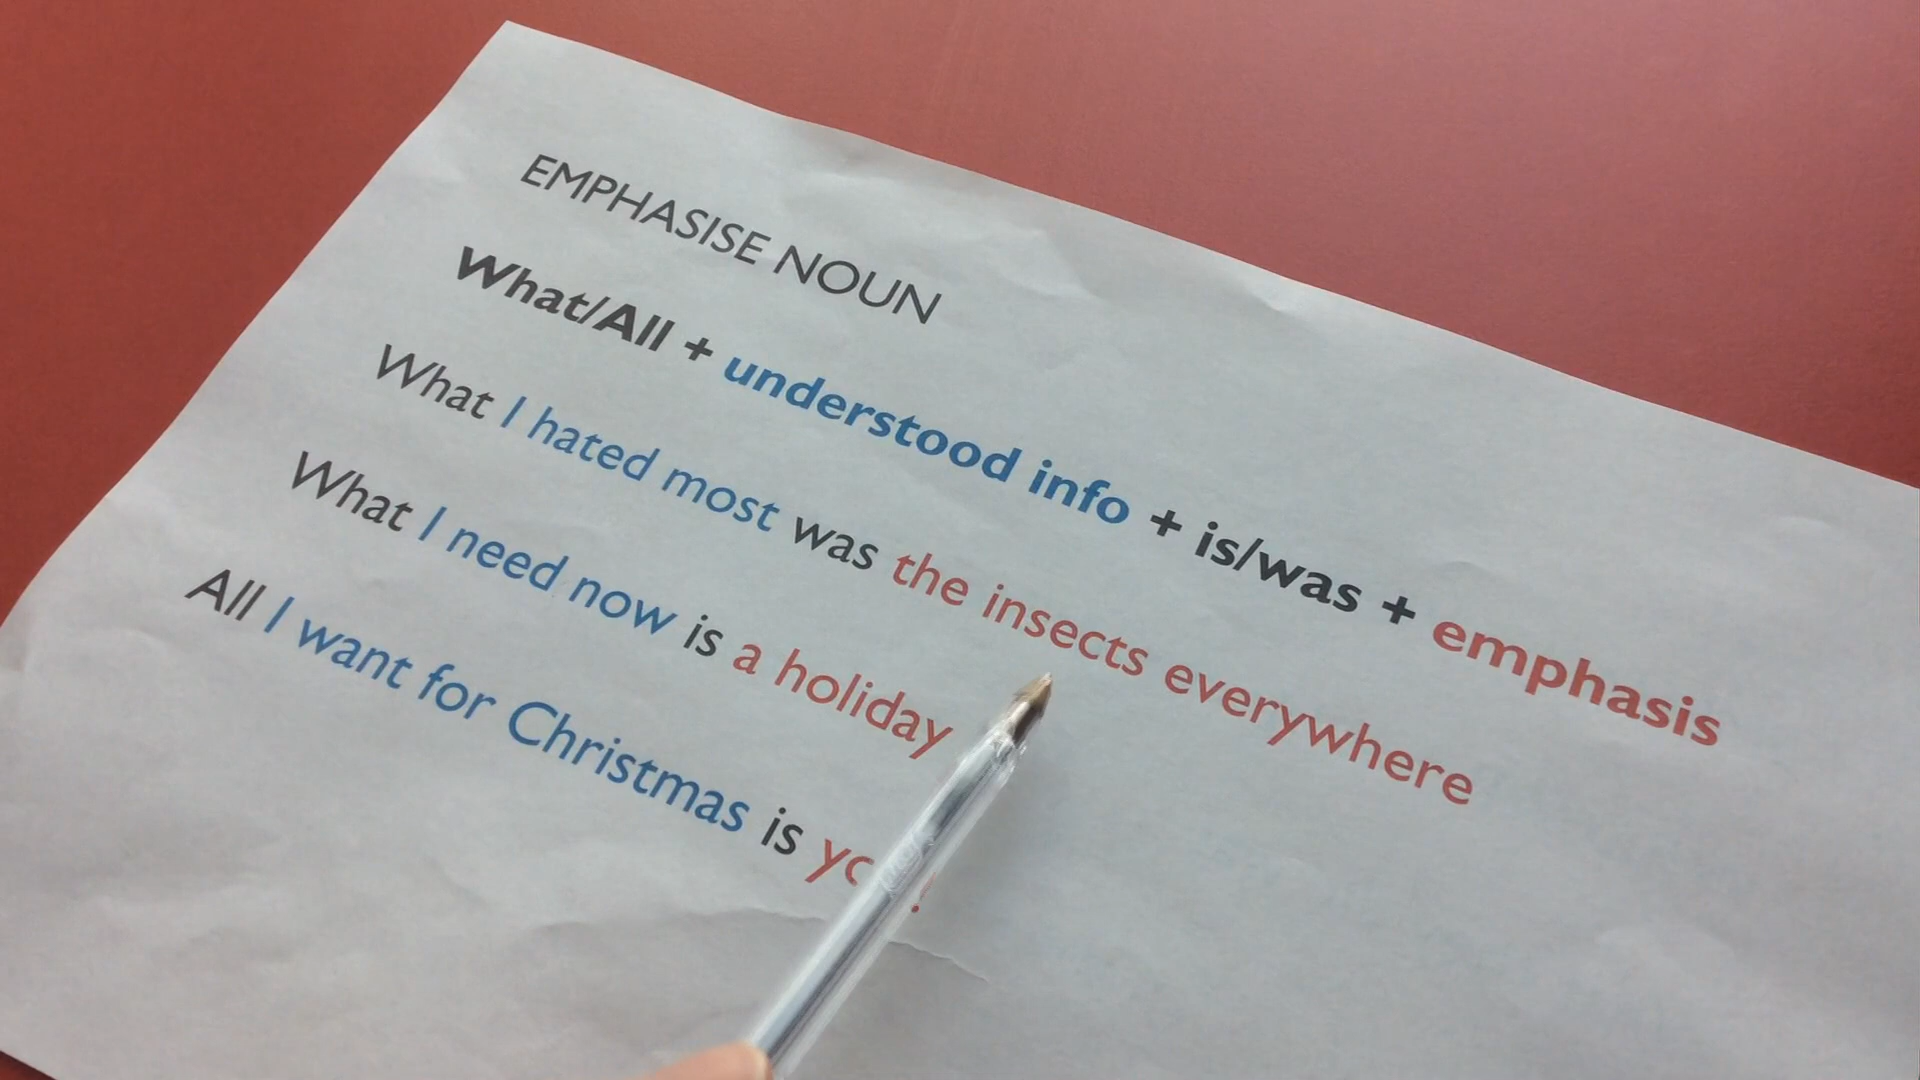 EMPHASISE NOUN
What/All + understood info + is/was + emphasis
What I hated most was the insects everywhere
What I need now is a holiday
All I want for Christmas is